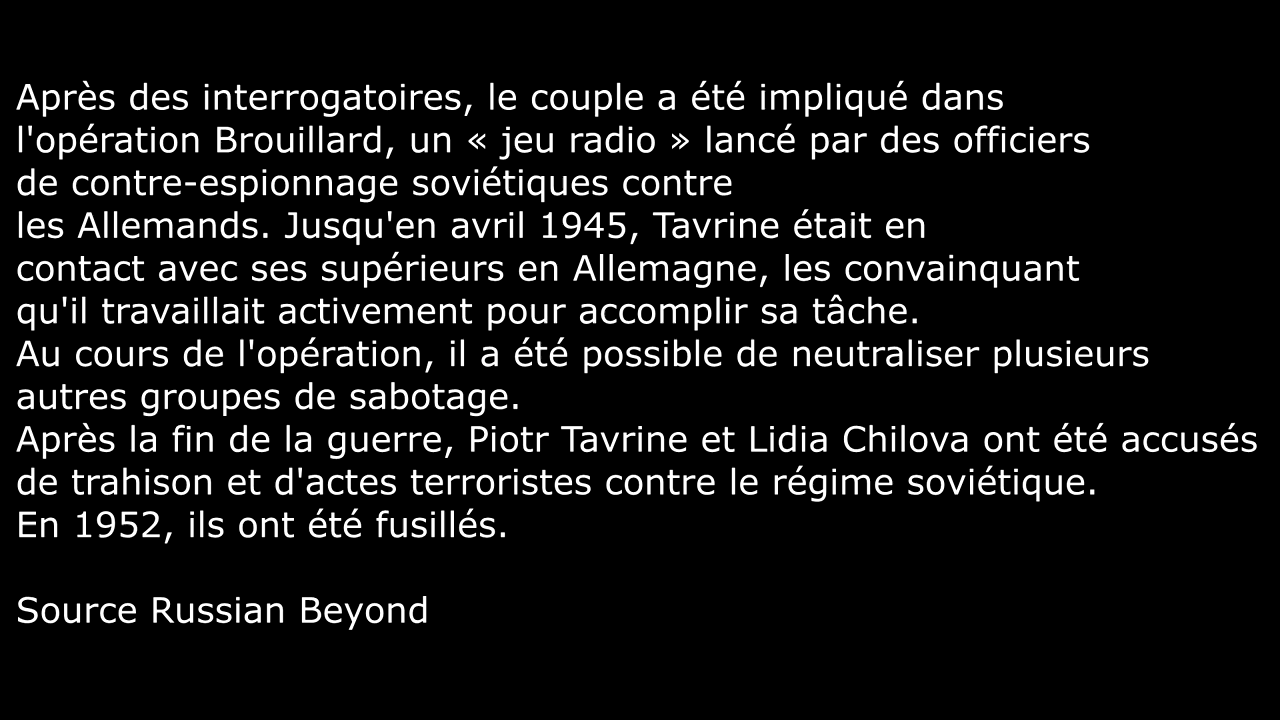 Après des interrogatoires, le couple a été impliqué dans
l'opération Brouillard, un « jeu radio » lancé par des officiers
de contre-espionnage soviétiques contre
les Allemands. Jusqu'en avril 1945, Tavrine était en
contact avec ses supérieurs en Allemagne, les convainquant
qu'il travaillait activement pour accomplir sa tâche.
Au cours de l'opération, il a été possible de neutraliser plusieurs
autres groupes de sabotage.
Après la fin de la guerre, Piotr Tavrine et Lidia Chilova ont été accusés
de trahison et d'actes terroristes contre le régime soviétique.
En 1952, ils ont été fusillés.
Source Russian Beyond